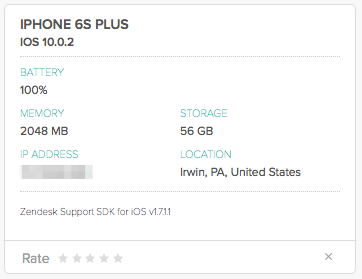 IPHONE 6S PLUS
IOS 10.0.2
BATTERY
100%
MEMORY
STORAGE
2048 MB
56 GB
IP ADDRESS
LOCATION
Irwin, PA, United States
Zendesk Support SDK for iOS v1.7.1.1
Rate